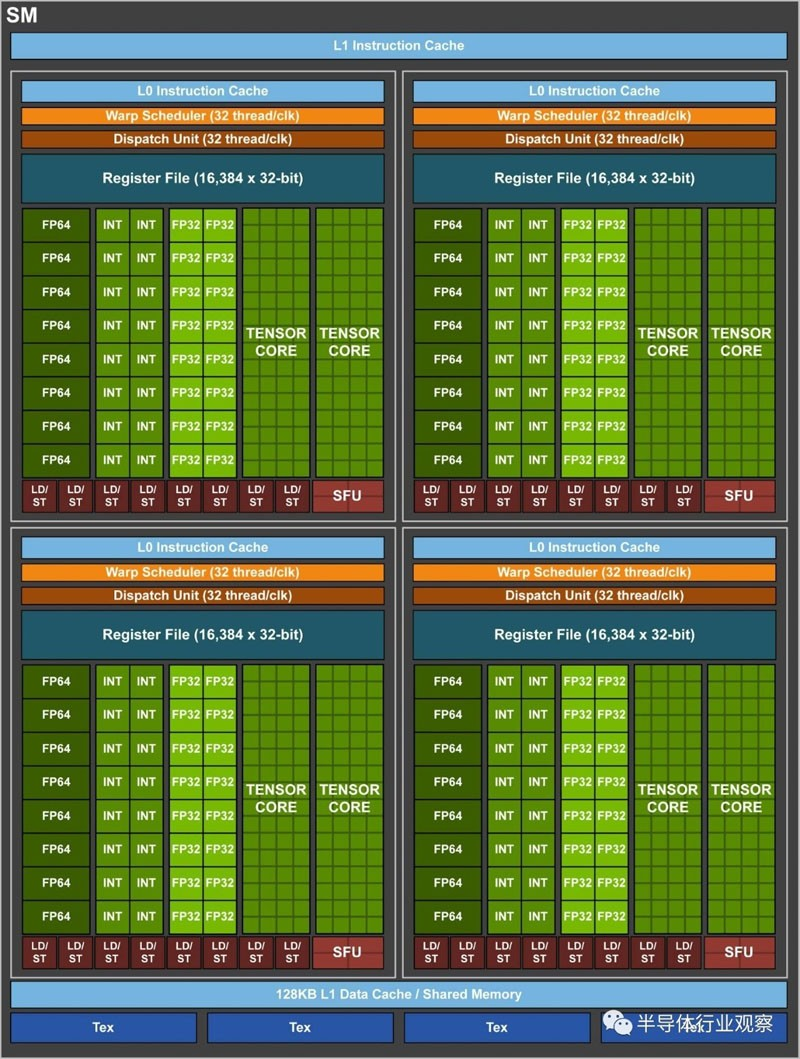 SM
L1 Instruction Cache
L0 Instruction Cache L0 Instruction Cache
Warp Scheduler (32 thread/clk) Warp Scheduler (32 thread/clk)
Dispatch Unit (32 thread/clk) Dispatch Unit (32 thread/clk)
Register File (16,384 x 32-bit) Register File (16,384 x 32-bit)
FP64 INT INT FP32 FP32 FP64 INT INT FP32 FP32
FP64 INT INT FP32 FP32 FP64 INT INT FP32 FP32
FP64 INT INT FP32 FP32 FP64 INT INT FP32 FP32
FP64 INT INT FP32 FP32 TENSOR TENSOR FP64 INT INT FP32 FP32 TENSOR TENSOR
FP64 INT INT FP32 FP32 CORE CORE FP64 INT INT FP32 FP32 CORE CORE
FP64 INT INT FP32 FP32 FP64 INT INT FP32 FP32
FP64 INT INT FP32 FP32 FP64 INT INT FP32 FP32
FP64 INT INT FP32 FP32 FP64 INT INT FP32 FP32
LD/ LD/ LD/ LD/ LD/ LD/ LD/ LD/ SFU LD/ LD/ LD/ LD/ LD/ LD/ LD/ LD/ SFU
ST ST ST ST ST ST ST ST ST ST ST ST ST ST ST ST
L0 Instruction Cache L0 Instruction Cache
Warp Scheduler (32 thread/clk) Warp Scheduler (32 thread/clk)
Dispatch Unit (32 thread/clk) Dispatch Unit (32 thread/clk)
Register File (16,384 x 32-bit) Register File (16,384 x 32-bit)
FP64 INT INT FP32 FP32 FP64 INT INT FP32 FP32
FP64 INT INT FP32 FP32 FP64 INT INT FP32 FP32
FP64 INT INT FP32 FP32 FP64 INT INT FP32 FP32
FP64 INT INT FP32 FP32 TENSOR TENSOR FP64 INT INT FP32 FP32 TENSOR TENSOR
FP64 INT INT FP32 FP32 CORE CORE FP64 INT INT FP32 FP32 CORE CORE
FP64 INT INT FP32 FP32 FP64 INT INT FP32 FP32
FP64 INT INT FP32 FP32 FP64 INT INT FP32 FP32
FP64 INT INT FP32 FP32 FP64 INT INT FP32 FP32
LD/ LD/ LD/ LD/ LD/ LD/ LD/ LD/ SFU LD/ LD/ LD/ LD/ LD/ LD/ LD/ LD/ SFU
ST ST ST ST ST ST ST ST ST ST ST ST ST ST ST ST
128KB L1 Data Cache / Shared Memory
Tex Tex Tex
半导体行业观察